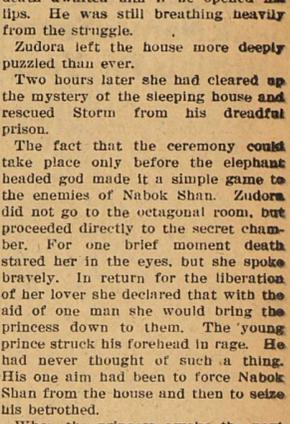 death awaited him if he opened his
lips. He was still breathing heavily
from the struggle.
Zudora left the house more deeply
puzzled than ever.
Two hours later she had cleared up
the mystery of the sleeping house and
rescued Storm from his dreadful
prison.
The fact that the ceremony could
take place only before the elephant
headed god made it a simple game to
the enemies of Nabok Shan. Zudora
did not go to the octagonal room, but
proceeded directly to the secret cham-
ber. For one brief moment death
stared her in the eyes, but she spoke
bravely. In return for the liberation
of her lover she declared that with the
aid of one man she would bring the
princess down to them. The young
prince struck his forehead in rage. He
had never thought of such a thing.
His one aim had been to force Nabok
Shan from the house and then to seize
his betrothed.